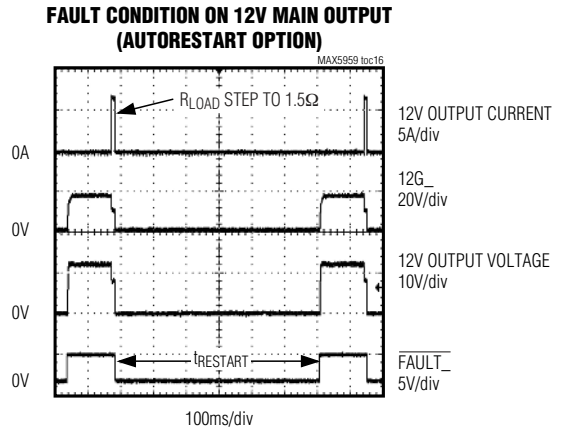 FAULT CONDITION ON 12V MAIN OUTPUT
(AUTORESTART OPTION)
MAX5959 toc16
RLOAD STEP TO 1.5Ω
12V OUTPUT CURRENT
5A/div
0A
12G_
20V/div
0V
12V OUTPUT VOLTAGE
10V/div
0V
tRESTART
FAULT_
5V/div
0V
100ms/div